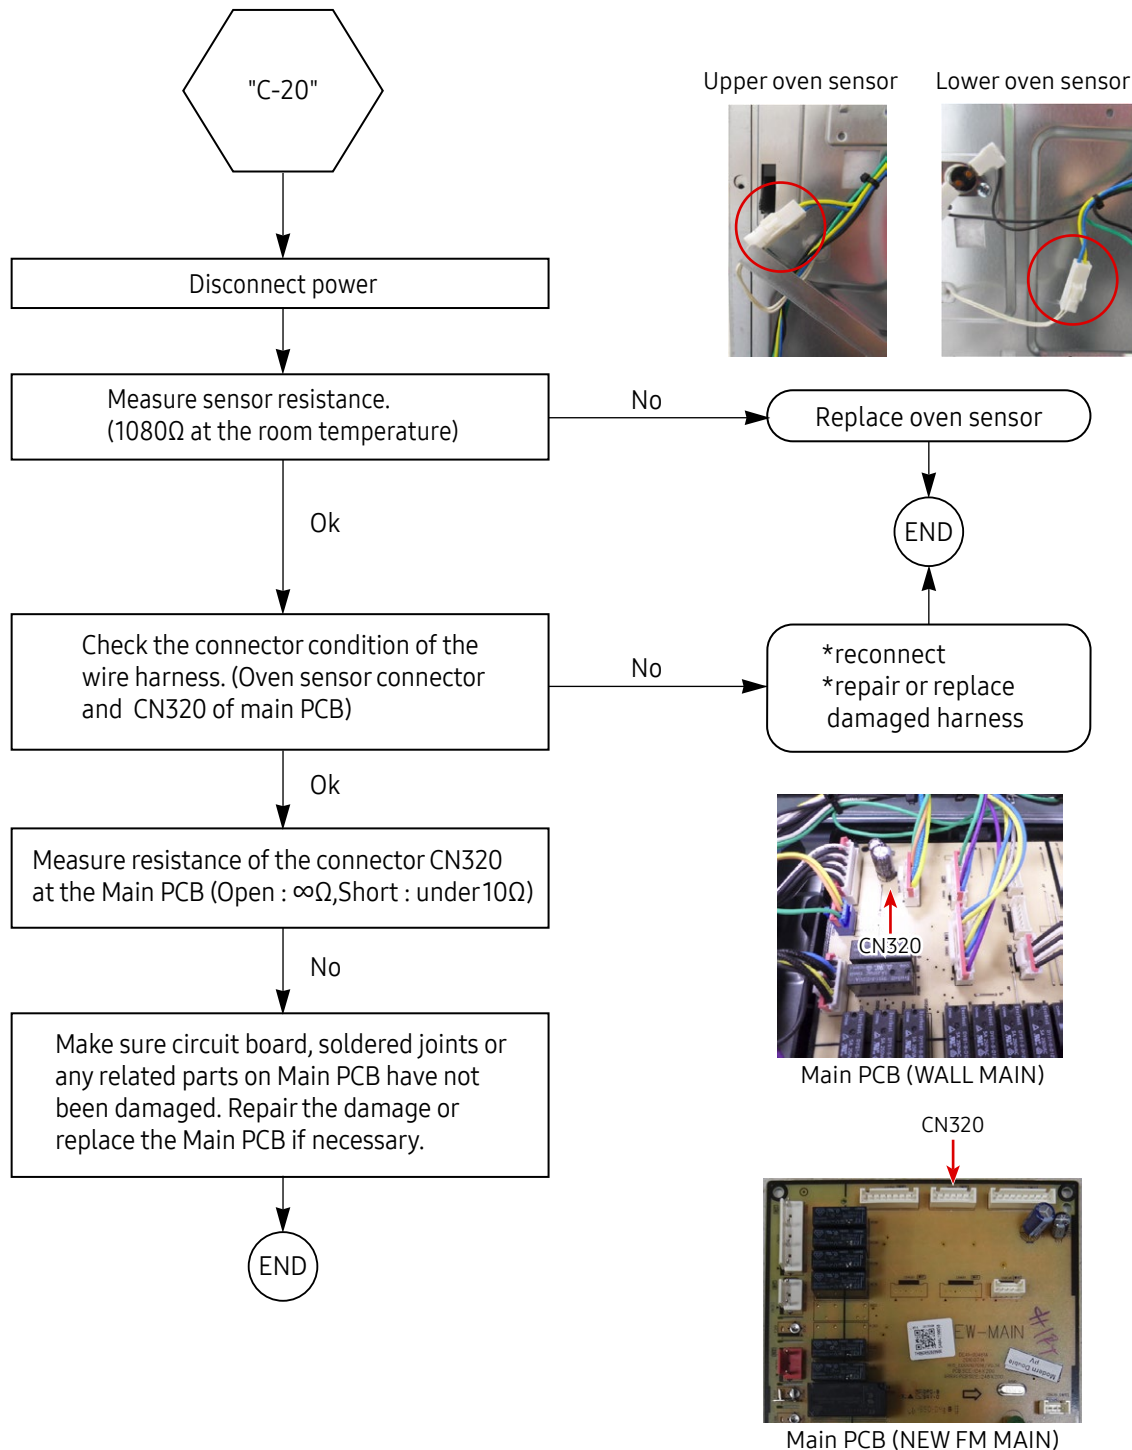 "C-20"
Upper oven sensor
Lower oven sensor
Disconnect power
Measure sensor resistance.
(1080Ω at the room temperature)
No
Replace oven sensor
Ok
END
Check the connector condition of the
wire harness. (Oven sensor connector
and CN320 of main PCB)
No
*reconnect
*repair or replace
damaged harness
Ok
Measure resistance of the connector CN320
at the Main PCB (Open : ∞Ω,Short : under 10Ω)
CN320
No
Make sure circuit board, soldered joints or
any related parts on Main PCB have not
been damaged. Repair the damage or
replace the Main PCB if necessary.
Main PCB (WALL MAIN)
CN320
END
EW-MAIN
Modern Double
PV
Main PCB (NEW FM MAIN)